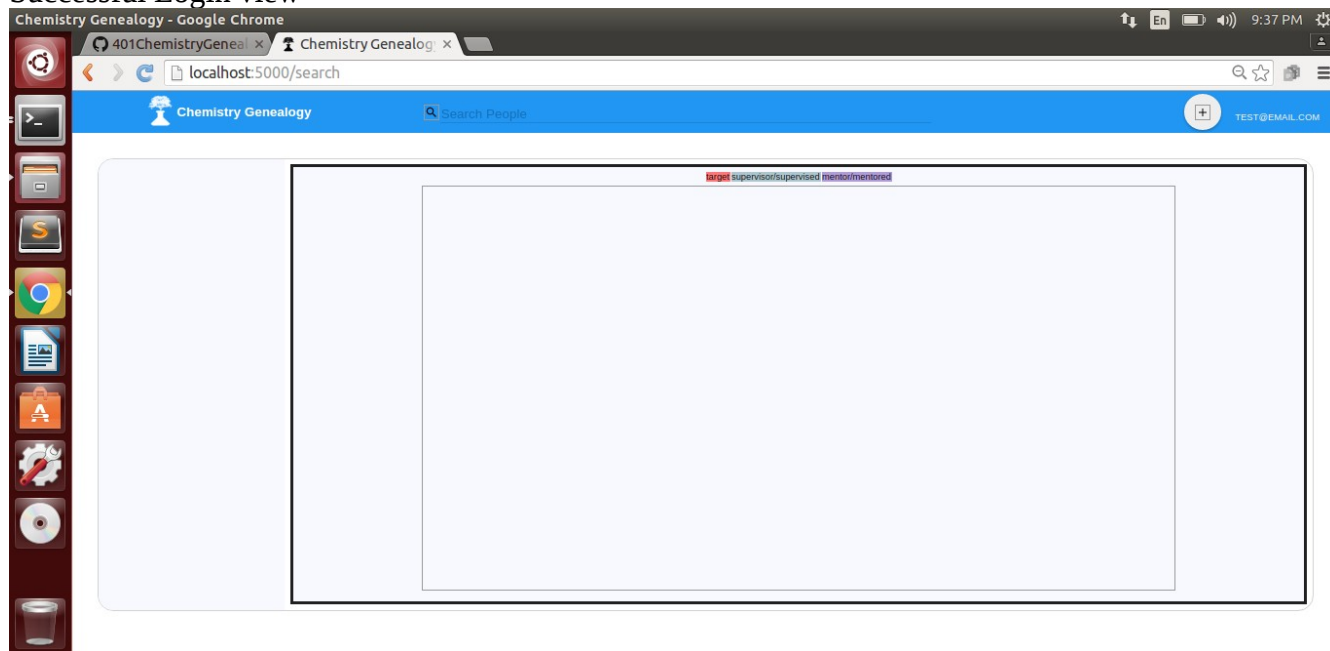 Successful Login view
Chemistry Genealogy - Google Chrome
En
9:37 PM
401ChemistryGeneal ×
Chemistry Genealogy ×
localhost:5000/search
Chemistry Genealogy
Search People
TEST@EMAIL.COM
target supervisor/supervised mentor/mentored